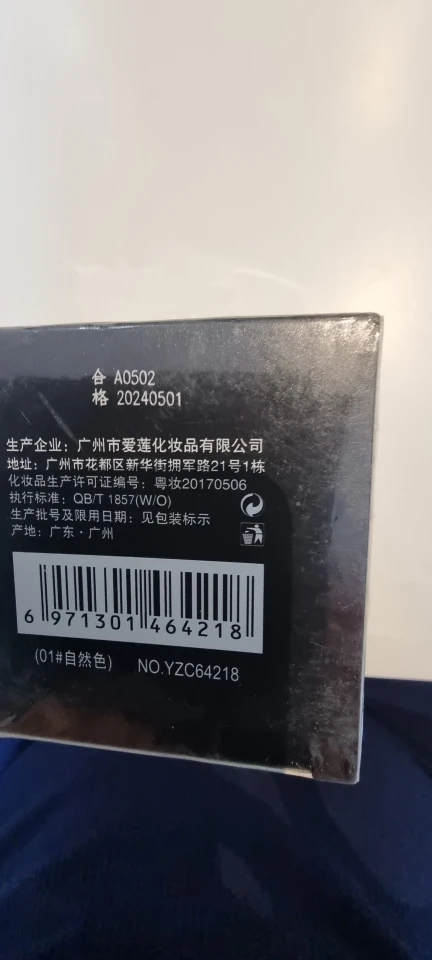 合 A0502
格 20240501
生产企业：广州市爱莲化妆品有限公司
地址：广州市花都区新华街拥军路21号1栋
化妆品生产许可证编号：粤妆20170506
执行标准：QB/T 1857(W/O)
生产批号及限用日期：见包装标示
产地：广东·广州
6 971301 464218
(01#自然色) NO.YZC64218